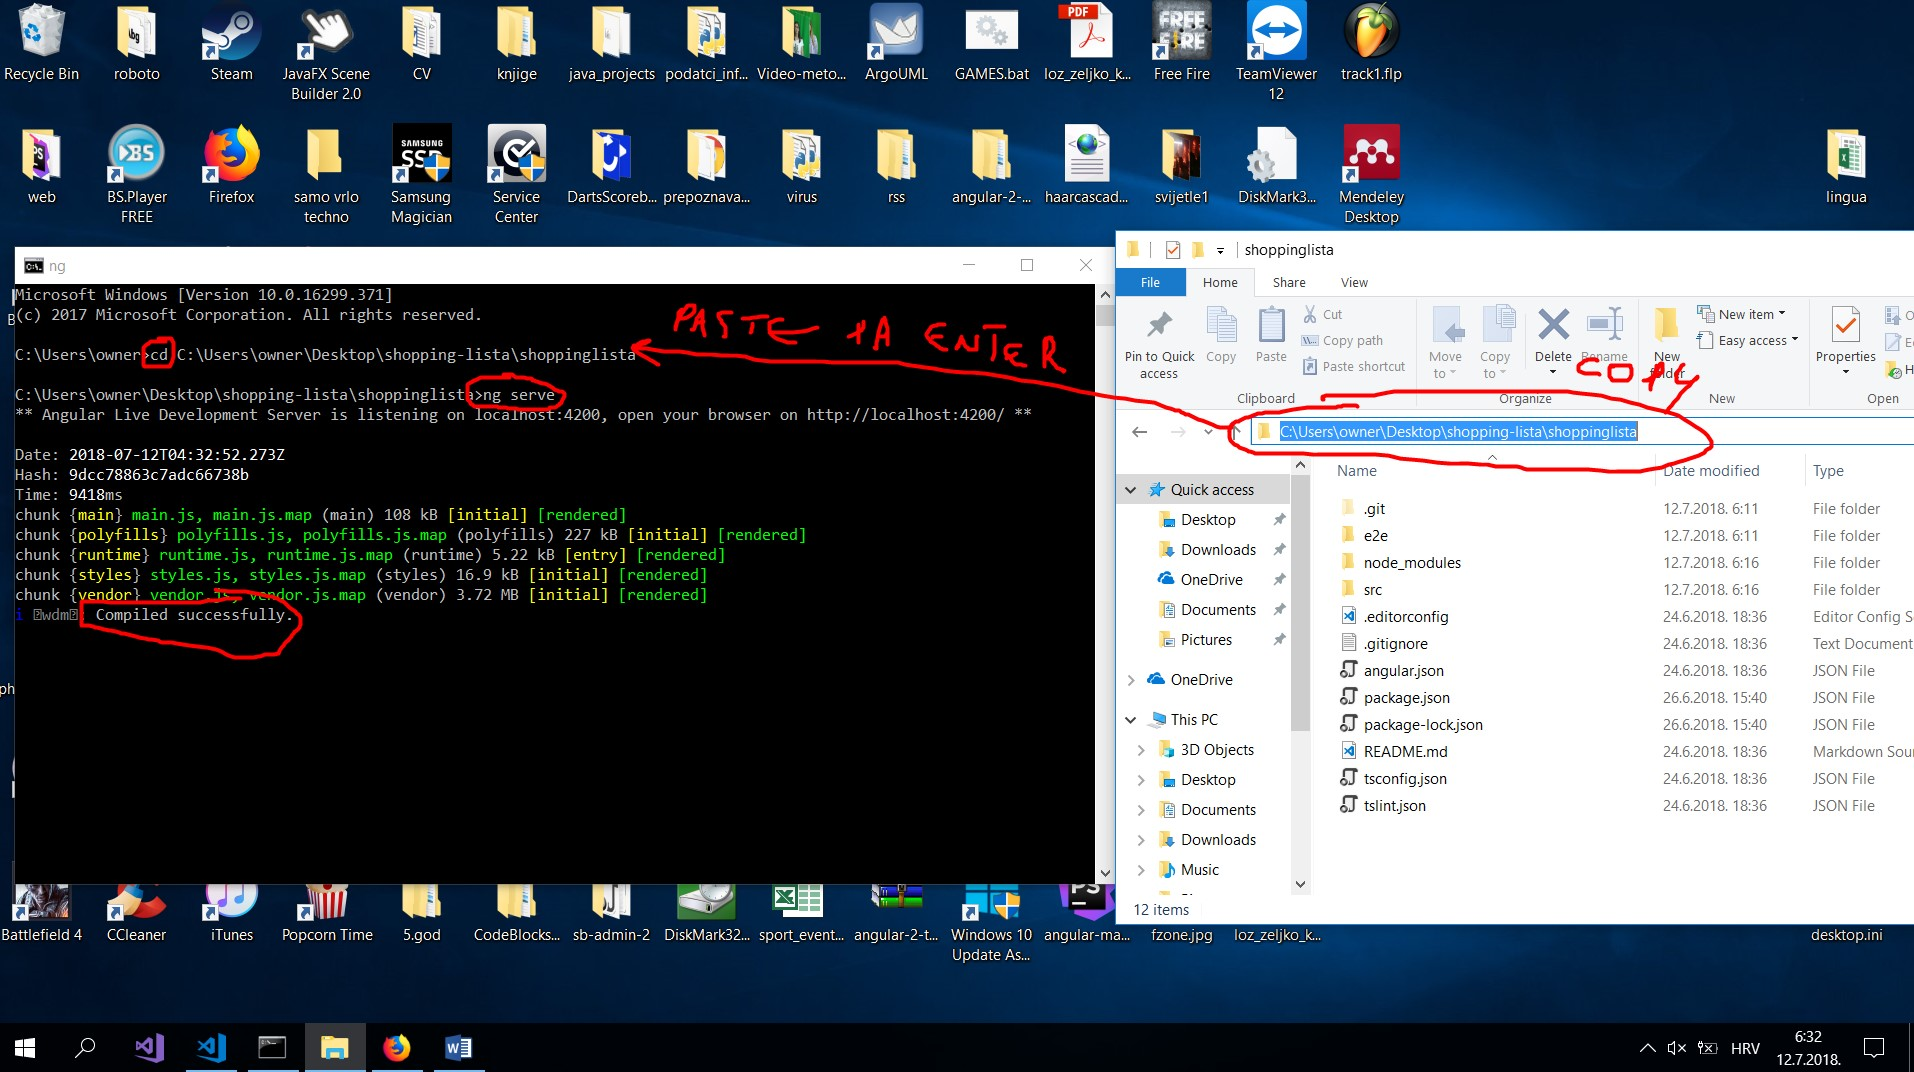 Recycle Bin
roboto
Steam
JavaFX Scene Builder 2.0
CV
knjige
java_projects
podatci_inf...
Video-meto...
ArgoUML
GAMES.bat
PDF
loz_zeljko_k...
FREE FIRE
Free Fire
TeamViewer 12
track1.flp
web
BS
BS.Player FREE
Firefox
samo vrlo techno
SAMSUNG
SSD
Samsung Magician
Service Center
DartsScoreb...
prepoznava...
virus
rss
angular-2-...
haarcascad...
svijetle1
DiskMark3...
Mendeley Desktop
lingua
ng
Microsoft Windows [Version 10.0.16299.371]
(c) 2017 Microsoft Corporation. All rights reserved.
C:\Users\owner>cd C:\Users\owner\Desktop\shopping-lista\shoppinglista
PASTE + ENTER
C:\Users\owner\Desktop\shopping-lista\shoppinglista>ng serve
** Angular Live Development Server is listening on localhost:4200, open your browser on http://localhost:4200/ **
Date: 2018-07-12T04:32:52.273Z
Hash: 9dcc78863c7adc66738b
Time: 9418ms
chunk {main} main.js, main.js.map (main) 108 kB [initial] [rendered]
chunk {polyfills} polyfills.js, polyfills.js.map (polyfills) 227 kB [initial] [rendered]
chunk {runtime} runtime.js, runtime.js.map (runtime) 5.22 kB [entry] [rendered]
chunk {styles} styles.js, styles.js.map (styles) 16.9 kB [initial] [rendered]
chunk {vendor} vendor.js, vendor.js.map (vendor) 3.72 MB [initial] [rendered]
i wdm Compiled successfully.
shoppinglista
File Home Share View
Pin to Quick access
Copy
Paste
Cut
Copy path
Paste shortcut
Clipboard
Move to
Copy to
Delete
Rename
Organize
New folder
New item
Easy access
New
Properties
Open
COPY
C:\Users\owner\Desktop\shopping-lista\shoppinglista
Name Date modified Type
.git 12.7.2018. 6:11 File folder
e2e 12.7.2018. 6:11 File folder
node_modules 12.7.2018. 6:16 File folder
src 12.7.2018. 6:16 File folder
.editorconfig 24.6.2018. 18:36 Editor Config S
.gitignore 24.6.2018. 18:36 Text Document
angular.json 24.6.2018. 18:36 JSON File
package.json 26.6.2018. 15:40 JSON File
package-lock.json 26.6.2018. 15:40 JSON File
README.md 24.6.2018. 18:36 Markdown Sour
tsconfig.json 24.6.2018. 18:36 JSON File
tslint.json 24.6.2018. 18:36 JSON File
Quick access
Desktop
Downloads
OneDrive
Documents
Pictures
OneDrive
This PC
3D Objects
Desktop
Documents
Downloads
Music
12 items
Battlefield 4
CCleaner
iTunes
Popcorn Time
5.god
CodeBlocks...
sb-admin-2
DiskMark32...
sport_event...
angular-2-t...
Windows 10 Update As...
angular-ma...
fzone.jpg
loz_zeljko_k...
desktop.ini
HRV
6:32
12.7.2018.